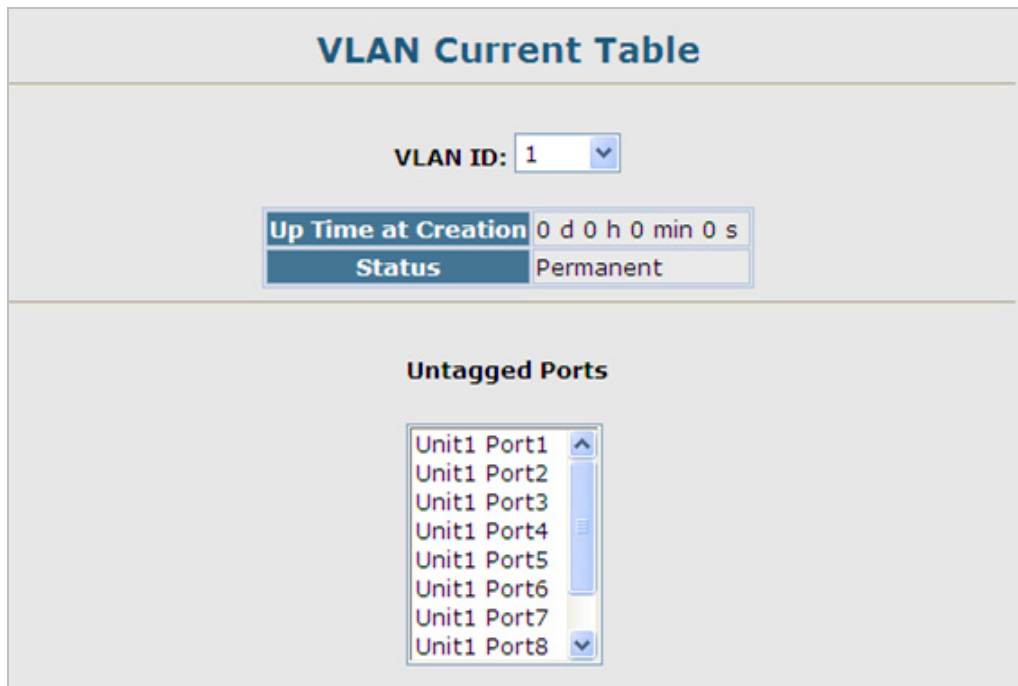 VLAN Current Table
VLAN ID: 1
Up Time at Creation 0 d 0 h 0 min 0 s
Status Permanent
Untagged Ports
Unit1 Port1
Unit1 Port2
Unit1 Port3
Unit1 Port4
Unit1 Port5
Unit1 Port6
Unit1 Port7
Unit1 Port8